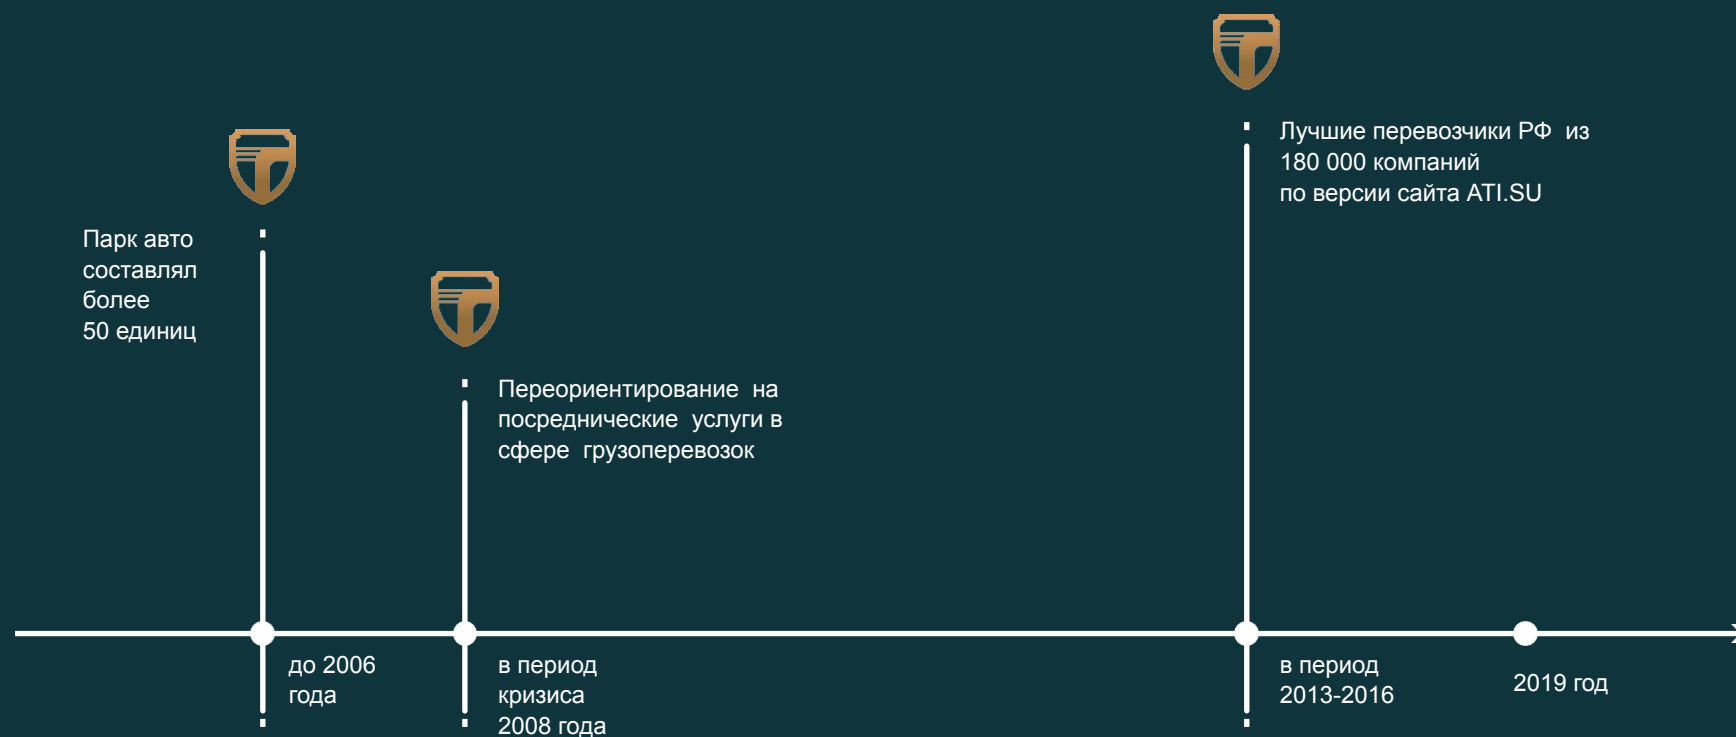 Парк авто
составлял
более
50 единиц
Переориентирование на
посреднические услуги в
сфере грузоперевозок
Лучшие перевозчики РФ из
180 000 компаний
по версии сайта ATI.SU
до 2006
года
в период
кризиса
2008 года
в период
2013-2016
2019 год